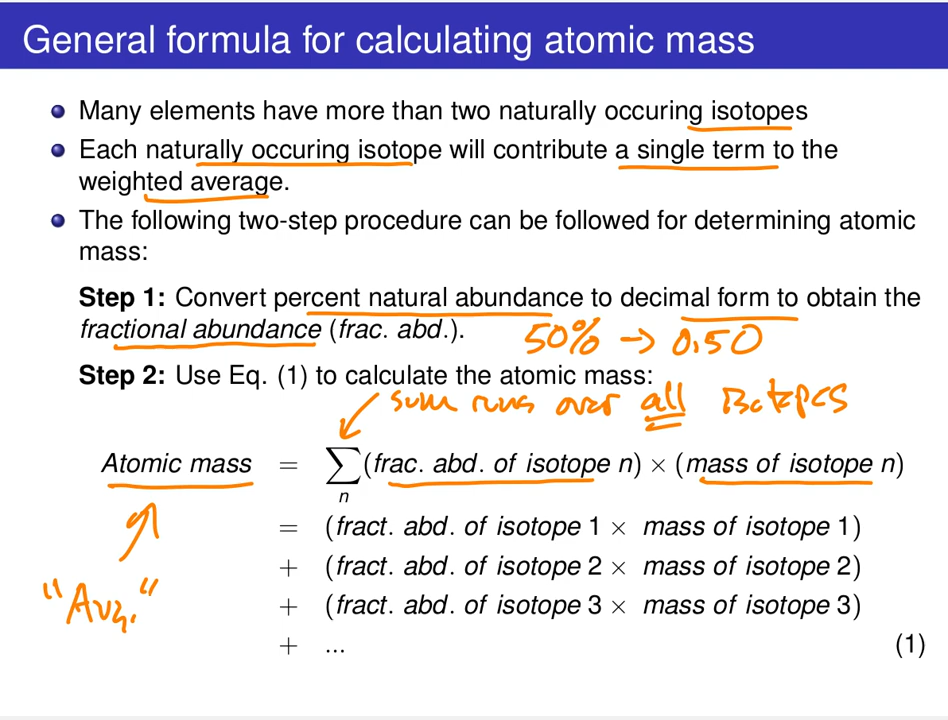 General formula for calculating atomic mass
Many elements have more than two naturally occuring isotopes
Each naturally occuring isotope will contribute a single term to the
weighted average.
The following two-step procedure can be followed for determining atomic
mass:
Step 1: Convert percent natural abundance to decimal form to obtain the
fractional abundance (frac. abd.).
50% → 0.50
Step 2: Use Eq. (1) to calculate the atomic mass:
sum runs over all Isotopes
Atomic mass = ∑ (frac. abd. of isotope n) × (mass of isotope n)
n
= (fract. abd. of isotope 1 × mass of isotope 1)
+ (fract. abd. of isotope 2 × mass of isotope 2)
"Avg."
+ (fract. abd. of isotope 3 × mass of isotope 3)
+ ... (1)